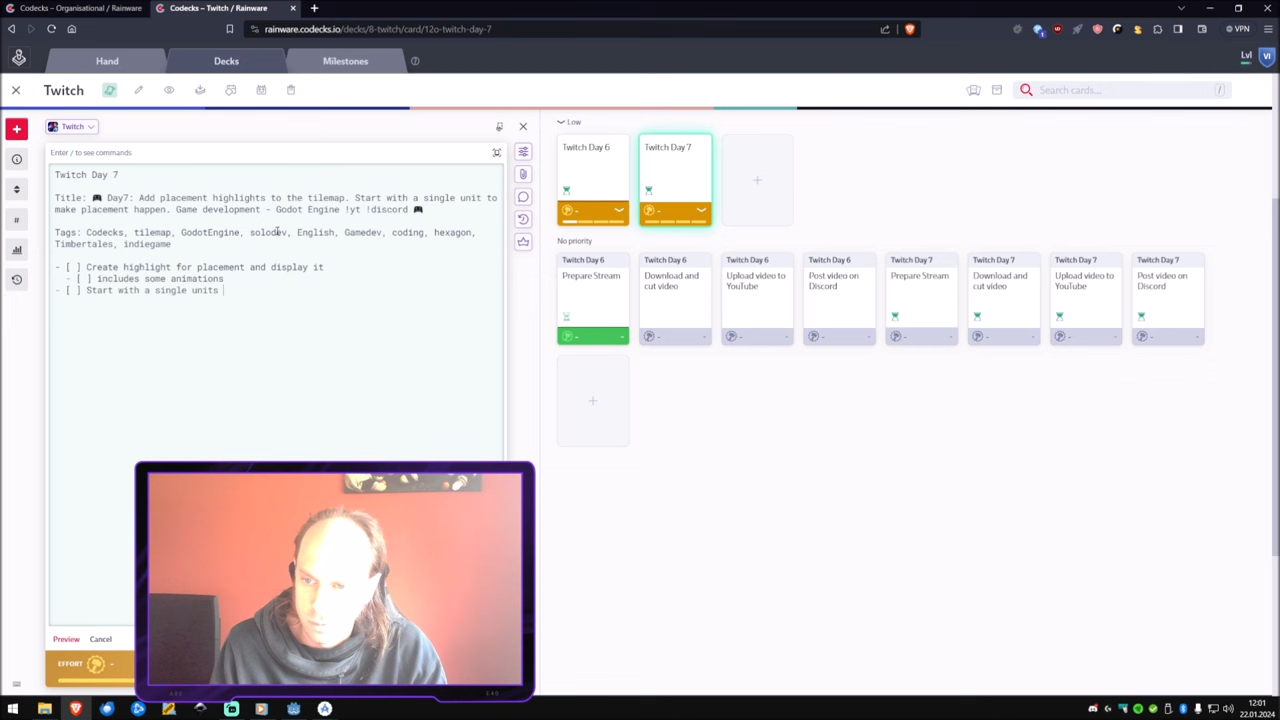 Codecks – Organisational / Rainware
Codecks – Twitch / Rainware
rainware.codecks.io/decks/8-twitch/card/12o-twitch-day-7
VPN
Hand
Decks
Milestones
Lvl
VI
Twitch
Search cards...
/
Twitch
Enter / to see commands
Twitch Day 7
Title: 🎮 Day7: Add placement highlights to the tilemap. Start with a single unit to
make placement happen. Game development - Godot Engine !yt !discord 🎮
Tags: Codecks, tilemap, GodotEngine, solodev, English, Gamedev, coding, hexagon,
Timbertales, indiegame
- [ ] Create highlight for placement and display it
- [ ] includes some animations
- [ ] Start with a single units
Preview
Cancel
EFFORT
-
Low
Twitch Day 6
Twitch Day 7
No priority
Twitch Day 6
Prepare Stream
Twitch Day 6
Download and
cut video
Twitch Day 6
Upload video to
YouTube
Twitch Day 6
Post video on
Discord
Twitch Day 7
Prepare Stream
Twitch Day 7
Download and
cut video
Twitch Day 7
Upload video to
YouTube
Twitch Day 7
Post video on
Discord
12:01
22.01.2024